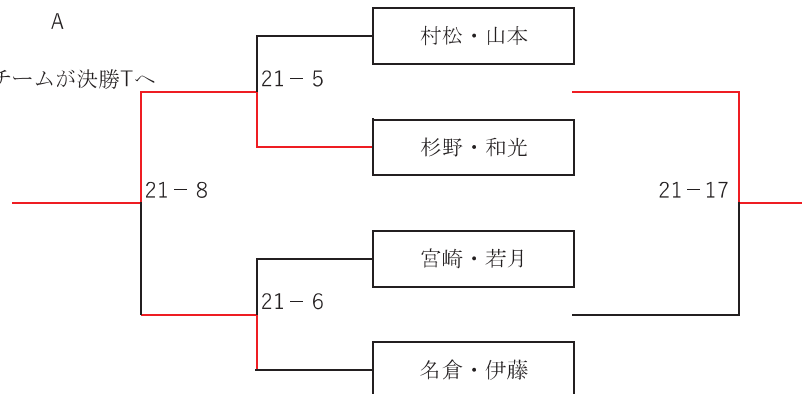 A
村松・山本
チームが決勝Tへ
21－ 5
杉野・和光
21－ 8
21－17
宮崎・若月
21－ 6
名倉・伊藤